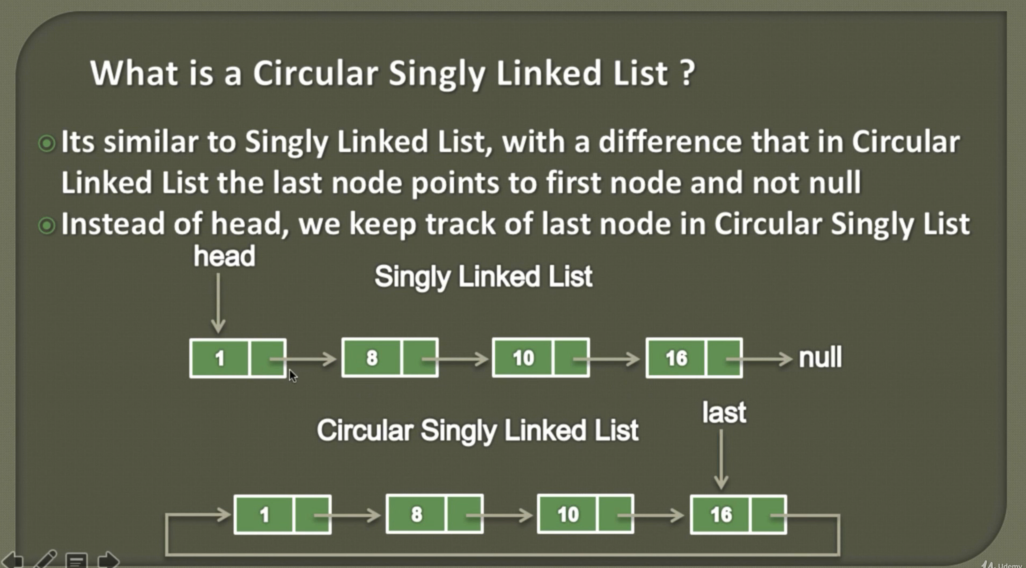 What is a Circular Singly Linked List ?
Its similar to Singly Linked List, with a difference that in Circular
Linked List the last node points to first node and not null
Instead of head, we keep track of last node in Circular Singly List
head
Singly Linked List
1 8 10 16 null
last
Circular Singly Linked List
1 8 10 16
Udemy